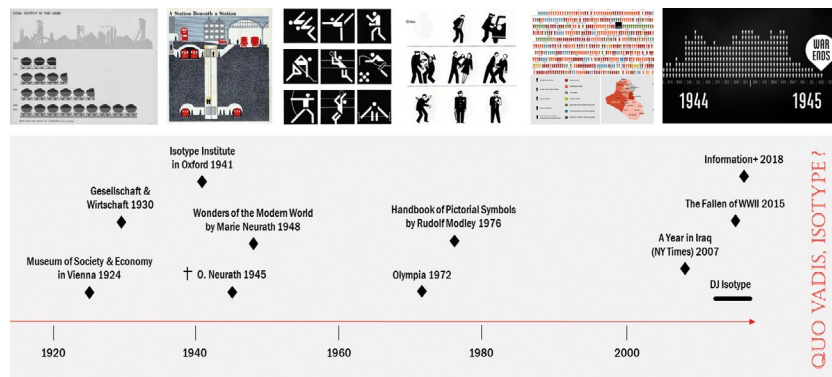 A Station Beneath a Station
WAR
ENDS
1944
1945
Isotype Institute
in Oxford 1941
Information+ 2018
Gesellschaft &
Wirtschaft 1930
The Fallen of WWII 2015
Wonders of the Modern World
by Marie Neurath 1948
Handbook of Pictorial Symbols
by Rudolf Modley 1976
A Year in Iraq
(NY Times) 2007
Museum of Society & Economy
in Vienna 1924
† O. Neurath 1945
Olympia 1972
DJ Isotype
1920
1940
1960
1980
2000
QUO VADIS, ISOTYPE?